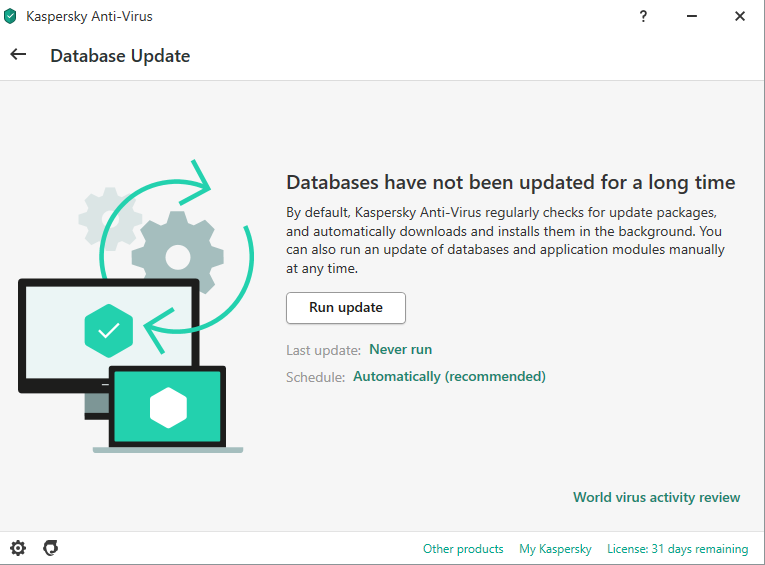 Kaspersky Anti-Virus
?
Database Update
Databases have not been updated for a long time
By default, Kaspersky Anti-Virus regularly checks for update packages,
and automatically downloads and installs them in the background. You
can also run an update of databases and application modules manually
at any time.
Run update
Last update: Never run
Schedule: Automatically (recommended)
World virus activity review
Other products My Kaspersky License: 31 days remaining